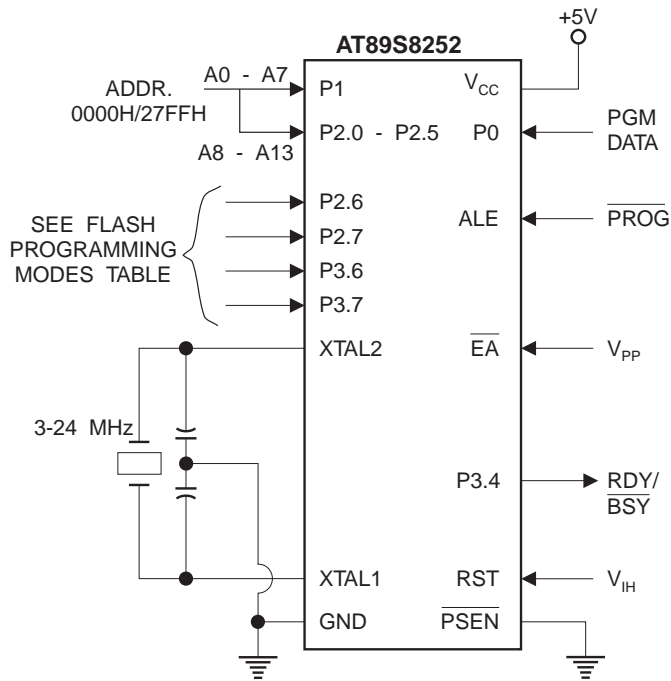 +5V
AT89S8252
ADDR.
0000H/27FFH
A0 - A7
P1
VCC
A8 - A13
P2.0 - P2.5
P0
PGM
DATA
SEE FLASH
PROGRAMMING
MODES TABLE
P2.6
P2.7
P3.6
P3.7
ALE
PROG
XTAL2
EA
VPP
3-24 MHz
P3.4
RDY/
BSY
XTAL1
RST
VIH
GND
PSEN